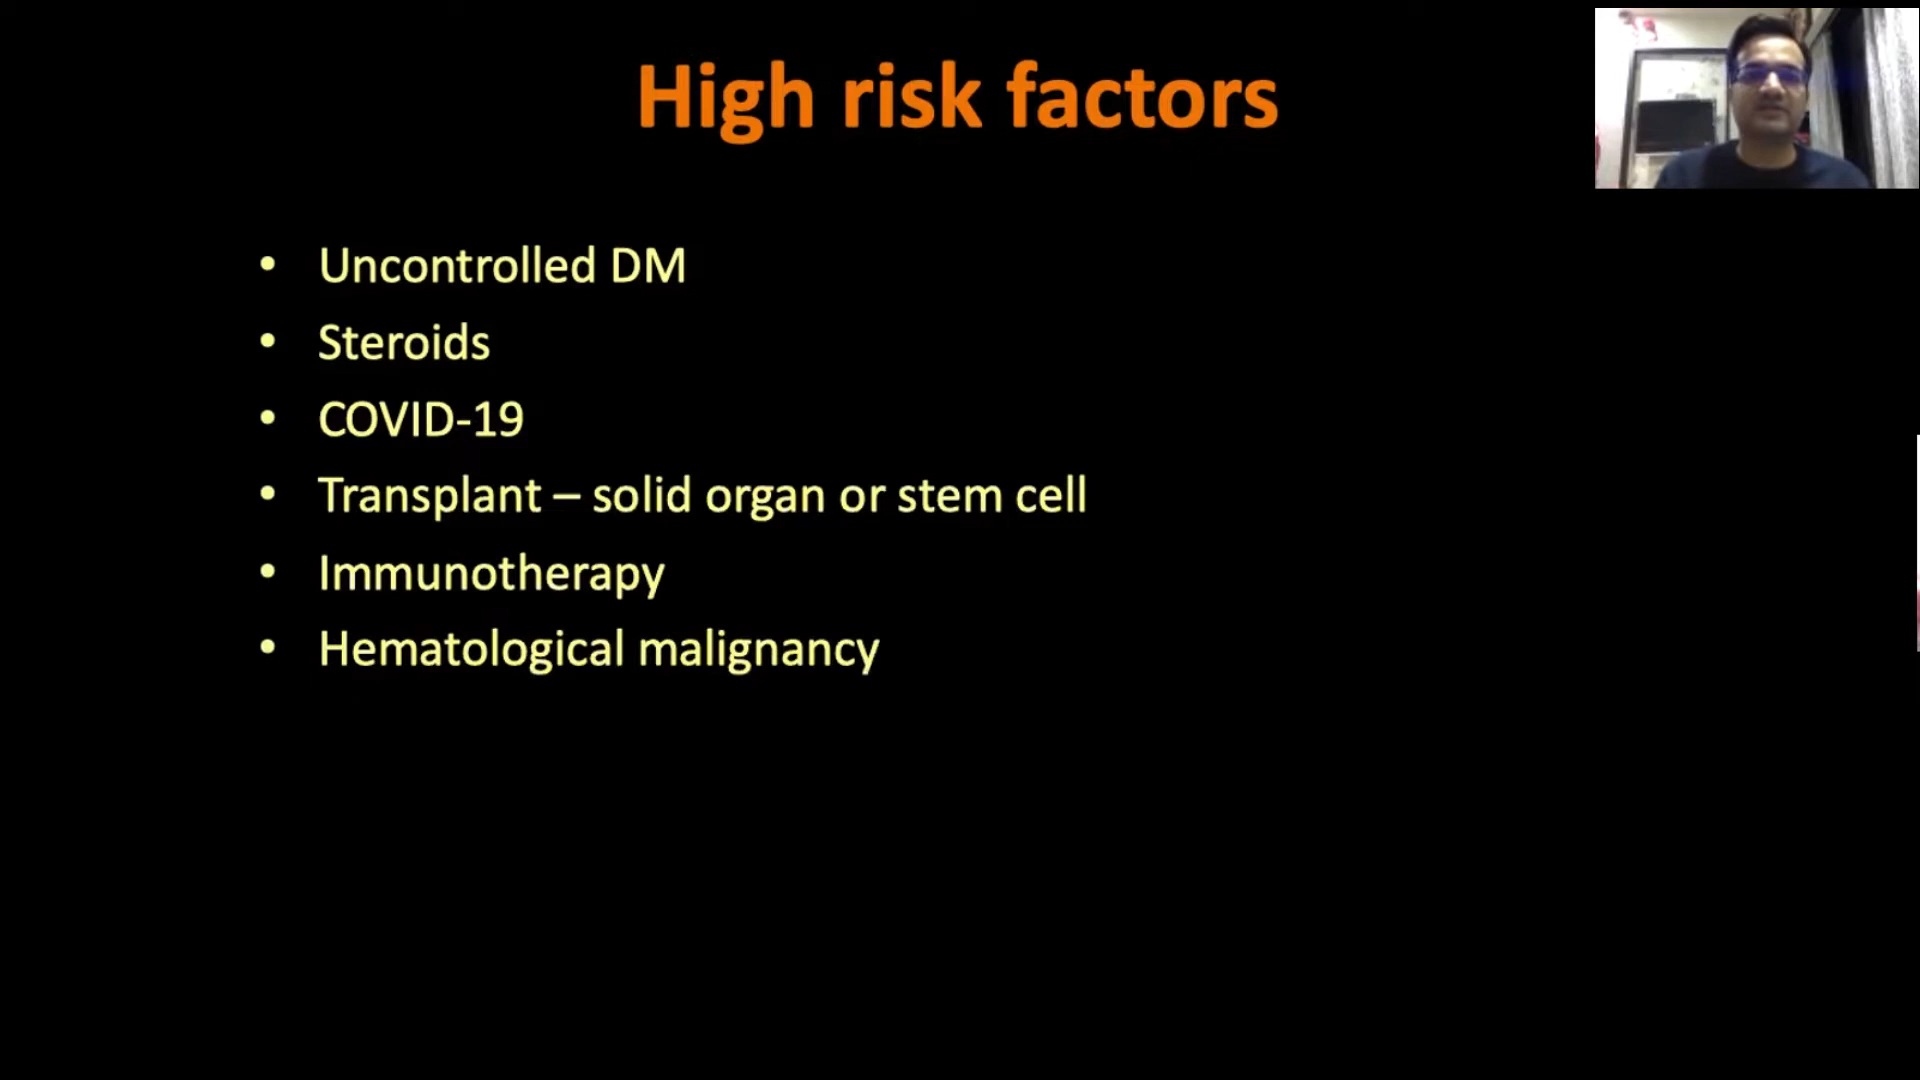 High risk factors
• Uncontrolled DM
• Steroids
• COVID-19
• Transplant – solid organ or stem cell
• Immunotherapy
• Hematological malignancy